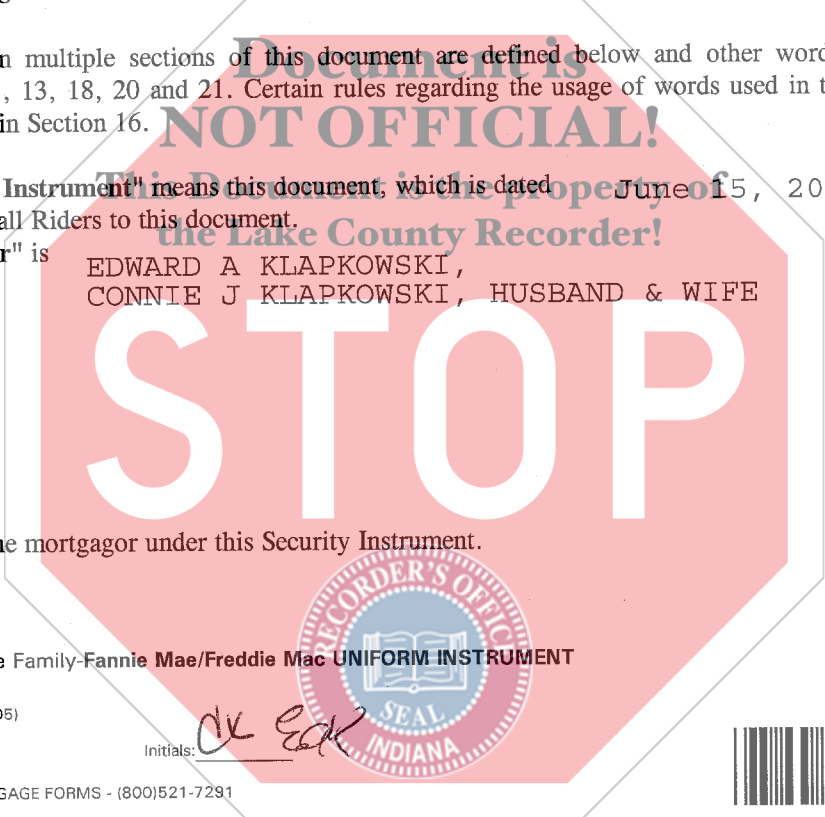 n multiple sections of this document are defined below and other word
, 13, 18, 20 and 21. Certain rules regarding the usage of words used in t
in Section 16.
Document is
NOT OFFICIAL!
This Document is the property of
the Lake County Recorder!
Instrument" means this document, which is dated June 15, 20
all Riders to this document.
r" is
EDWARD A KLAPKOWSKI,
CONNIE J KLAPKOWSKI, HUSBAND & WIFE
STOP
e mortgagor under this Security Instrument.
RECORDER'S OFFIC
SEAL
INDIANA
e Family-Fannie Mae/Freddie Mac UNIFORM INSTRUMENT
05)
Initials: CK EAK
GAGE FORMS - (800)521-7291